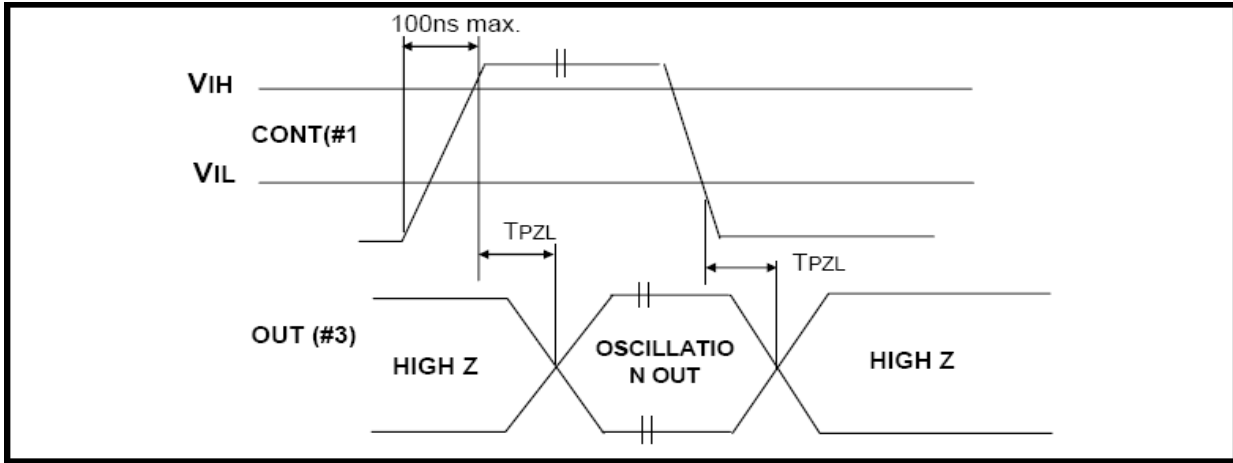 100ns max.
VIH
CONT(#1
VIL
TPZL
TPZL
OUT (#3)
HIGH Z
OSCILLATIO
N OUT
HIGH Z